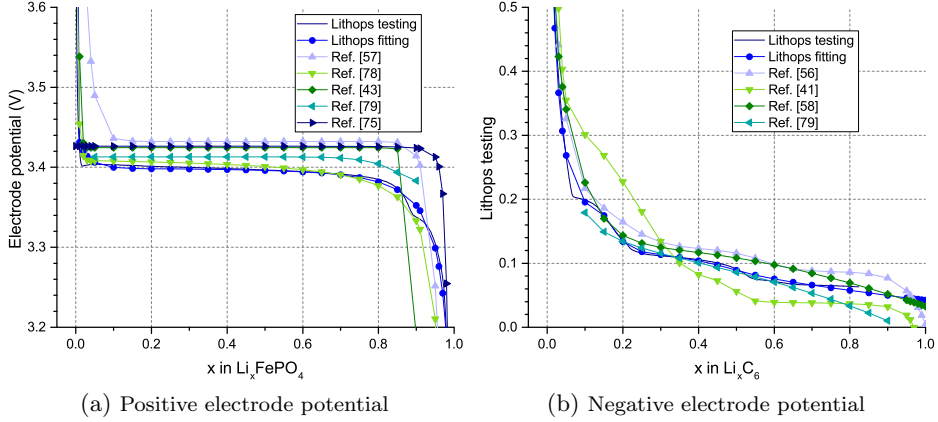 3.6
3.5
3.4
3.3
3.2
Electrode potential (V)
0.0 0.2 0.4 0.6 0.8 1.0
x in LiₓFePO₄
Lithops testing
Lithops fitting
Ref. [57]
Ref. [78]
Ref. [43]
Ref. [79]
Ref. [75]
(a) Positive electrode potential
0.5
0.4
0.3
0.2
0.1
0.0
Lithops testing
0.0 0.2 0.4 0.6 0.8 1.0
x in LiₓC₆
Lithops testing
Lithops fitting
Ref. [56]
Ref. [41]
Ref. [58]
Ref. [79]
(b) Negative electrode potential